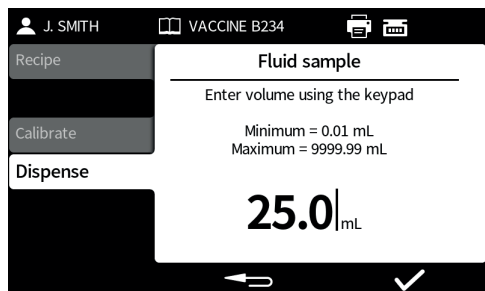 J. SMITH VACCINE B234
Recipe
Calibrate
Dispense
Fluid sample
Enter volume using the keypad
Minimum = 0.01 mL
Maximum = 9999.99 mL
25.0 mL